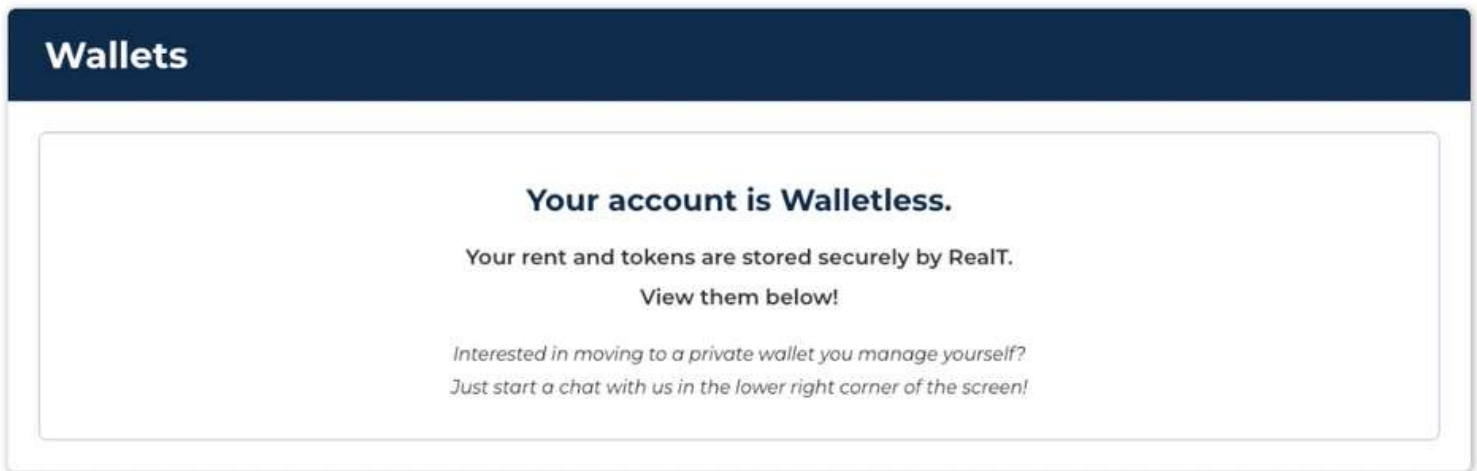 Wallets
Your account is Walletless.
Your rent and tokens are stored securely by RealT.
View them below!
Interested in moving to a private wallet you manage yourself?
Just start a chat with us in the lower right corner of the screen!